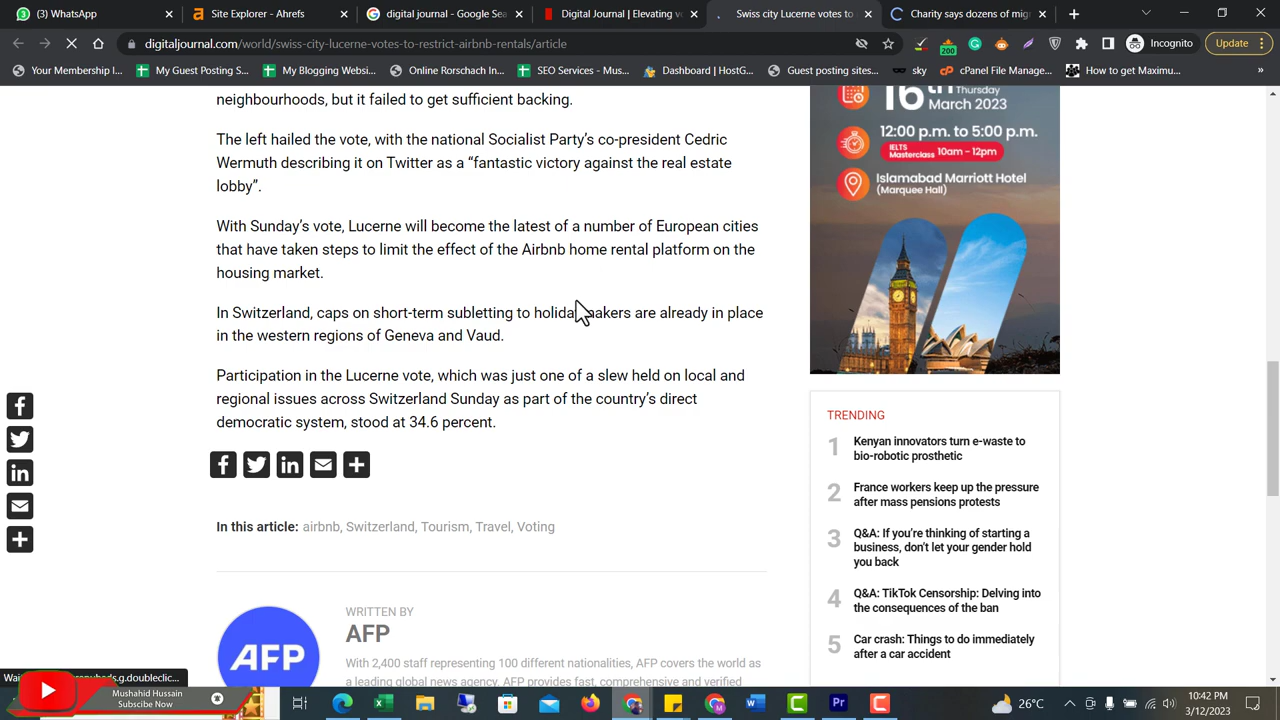 (3) WhatsApp
Sites to
Google Se
Digital Journal | Elevating v
Swiss city to votes to
digitaljournal.com/world/swiss-city-lucerne-votes-to-restrict-airbnb-rentals/article
200
Incognito
Update
Your Membership I...
My Guest Posting S...
My Blogging Websi...
Online Rorschach In...
SEO Services - Mus...
Dashboard | HostG...
Guest posting sites...
sky
cPanel File Manage...
How to get Maximu...
»
neighbourhoods, but it failed to get sufficient backing.
The left hailed the vote, with the national Socialist Party’s co-president Cedric
Wermuth describing it on Twitter as a “fantastic victory against the real estate
lobby”.
With Sunday’s vote, Lucerne will become the latest of a number of European cities
that have taken steps to limit the effect of the Airbnb home rental platform on the
housing market.
In Switzerland, caps on short-term subletting to holidaymakers are already in place
in the western regions of Geneva and Vaud.
Participation in the Lucerne vote, which was just one of a slew held on local and
regional issues across Switzerland Sunday as part of the country’s direct
democratic system, stood at 34.6 percent.
In this article: airbnb, Switzerland, Tourism, Travel, Voting
AFP
WRITTEN BY
AFP
With 2,400 staff representing 100 different nationalities, AFP covers the world as
a leading global news agency. AFP provides fast, comprehensive and verified
16th Thursday
March 2023
12:00 p.m. to 5:00 p.m.
IELTS
Masterclass 10am - 12pm
Islamabad Marriott Hotel
(Marquee Hall)
TRENDING
1 Kenyan innovators turn e-waste to
bio-robotic prosthetic
2 France workers keep up the pressure
after mass pensions protests
3 Q&A: If you’re thinking of starting a
business, don’t let your gender hold
you back
4 Q&A: TikTok Censorship: Delving into
the consequences of the ban
5 Car crash: Things to do immediately
after a car accident
Mushahid Hussain
Subscibe Now
26°C
10:42 PM
3/12/2023